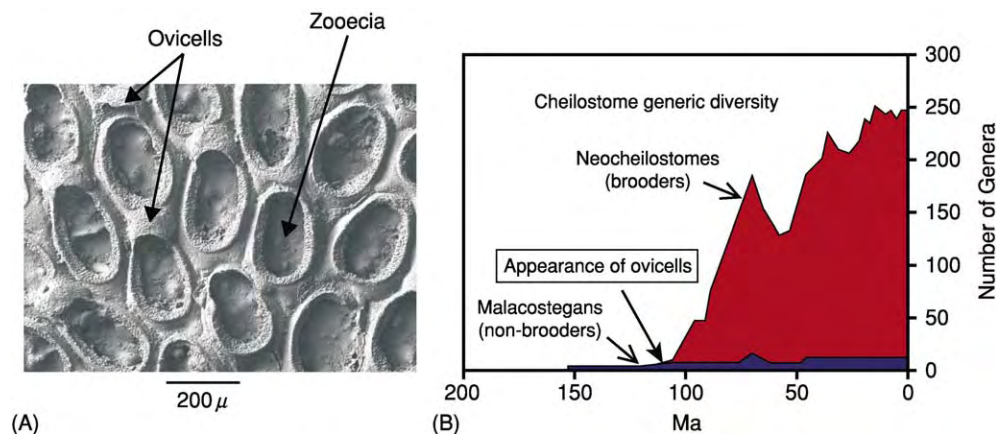 Ovicells
Zooecia
200 μ
(A)
Cheilostome generic diversity
Neocheilostomes
(brooders)
Appearance of ovicells
Malacostegans
(non-brooders)
300
250
200
150
100
50
0
Number of Genera
200
150
100
50
0
Ma
(B)